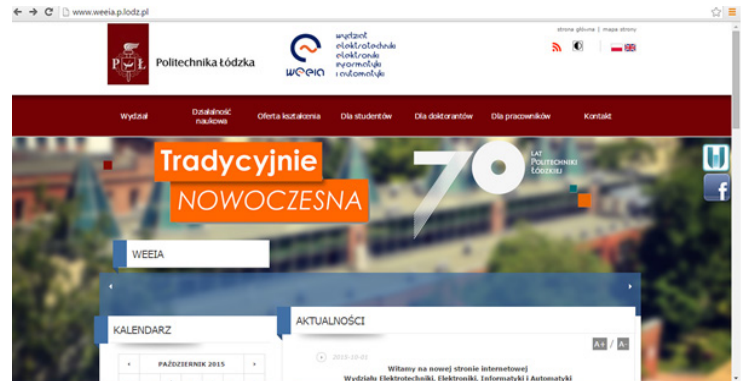 www.weeia.p.lodz.pl
strona główna | mapa strony
P Ł
Politechnika Łódzka
weeia
wydział
elektrotechniki
elektroniki
informatyki
i automatyki
Wydział
Działalność
naukowa
Oferta kształcenia
Dla studentów
Dla doktorantów
Dla pracowników
Kontakt
Tradycyjnie
NOWOCZESNA
70
LAT
POLITECHNIKI
ŁÓDZKIEJ
f
WEEIA
KALENDARZ
PAŹDZIERNIK 2015
AKTUALNOŚCI
A+ / A-
2015-10-01
Witamy na nowej stronie internetowej
Wydziału Elektrotechniki, Elektroniki, Informatyki i Automatyki